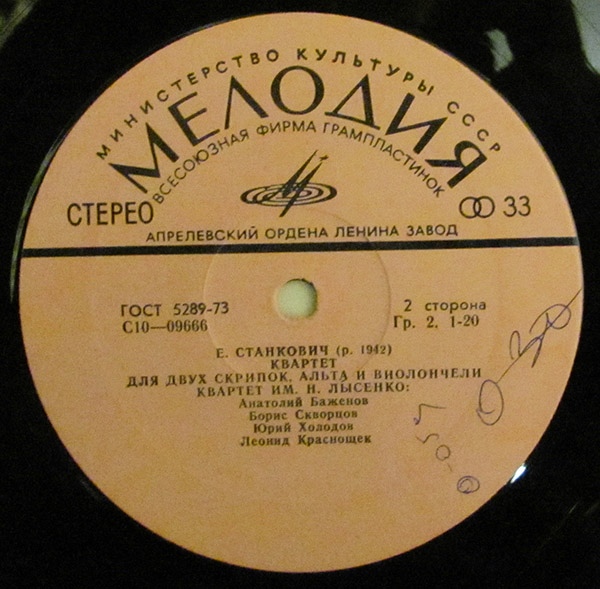 МИНИСТЕРСТВО КУЛЬТУРЫ СССР
МЕЛОДИЯ
ВСЕСОЮЗНАЯ ФИРМА ГРАМПЛАСТИНОК
СТЕРЕО 33
АПРЕЛЕВСКИЙ ОРДЕНА ЛЕНИНА ЗАВОД
ГОСТ 5289-73 2 сторона
С10—09666 Гр. 2. 1-20
Е. СТАНКОВИЧ (р. 1942)
КВАРТЕТ
ДЛЯ ДВУХ СКРИПОК, АЛЬТА И ВИОЛОНЧЕЛИ
КВАРТЕТ ИМ. Н. ЛЫСЕНКО:
Анатолий Баженов
Борис Скворцов
Юрий Холодов
Леонид Краснощек